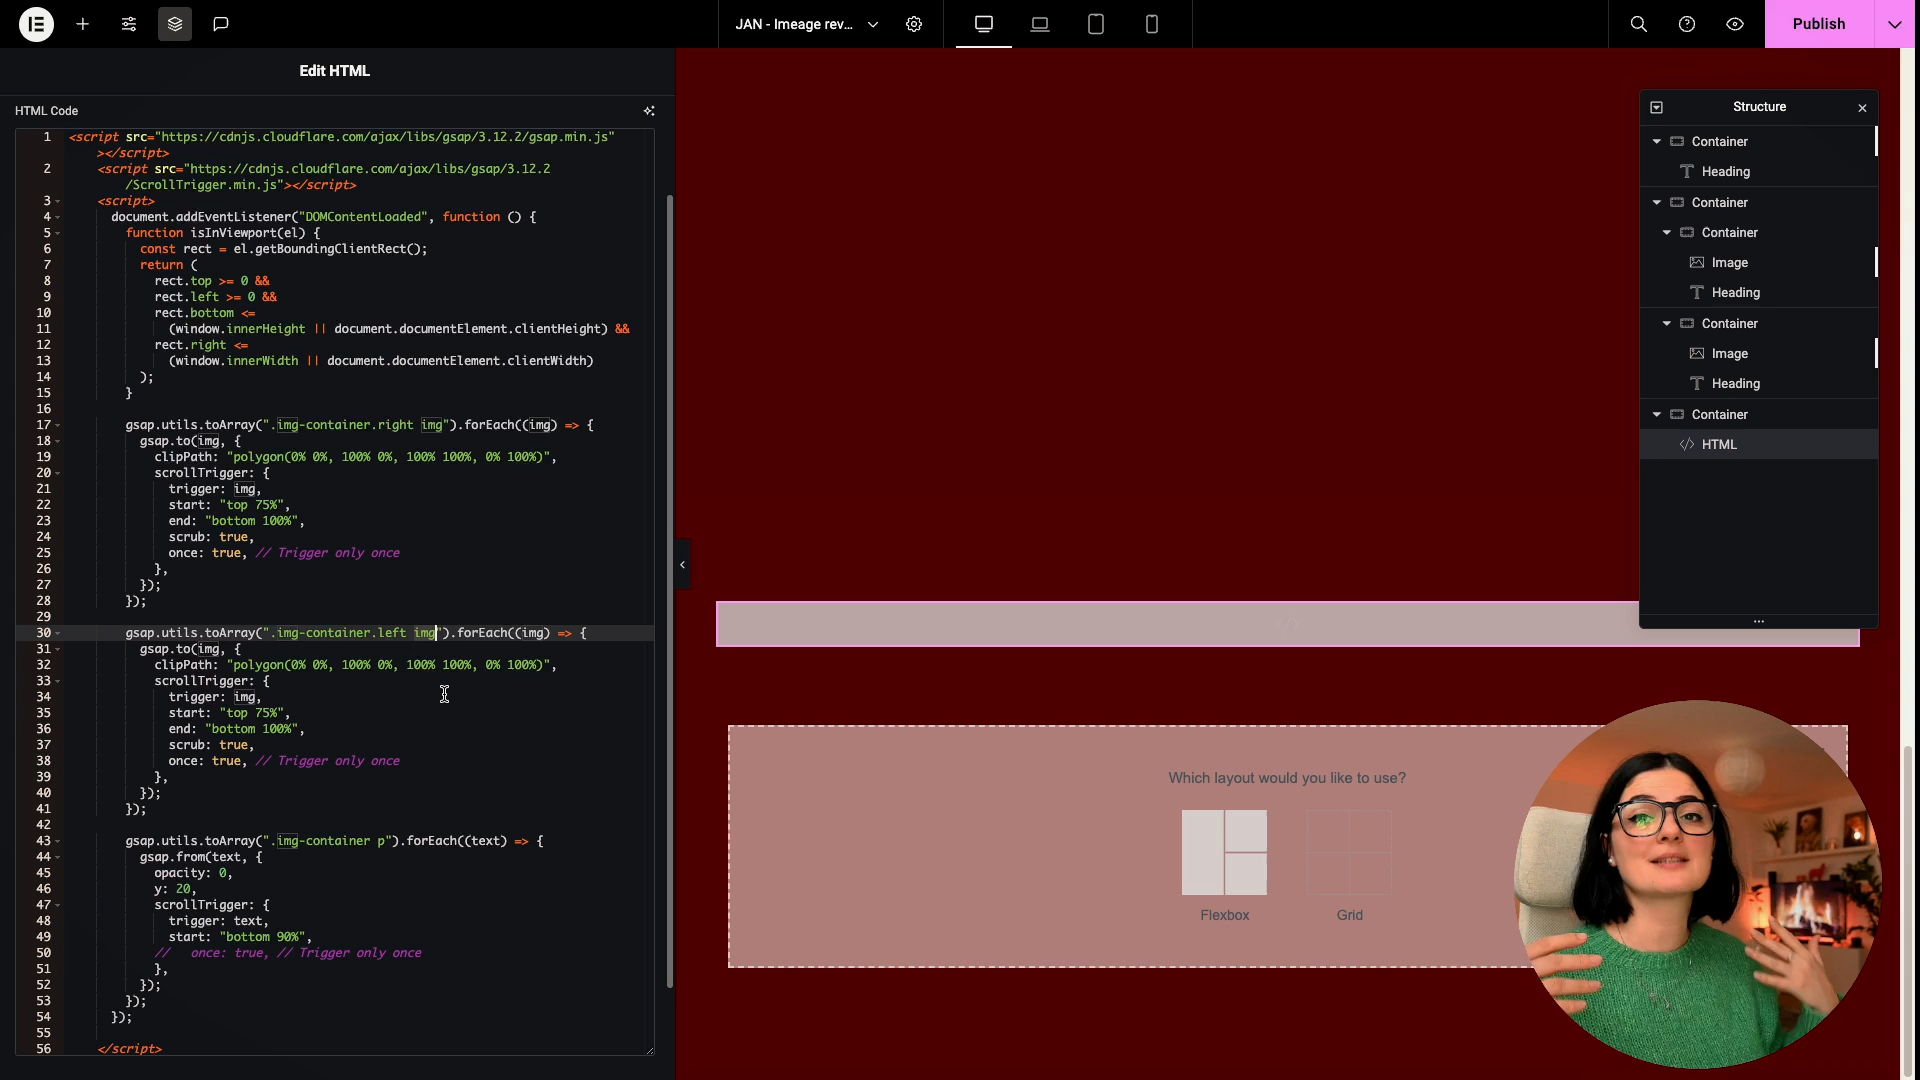 JAN - Imeage rev...
Publish
Edit HTML
HTML Code
1 <script src="https://cdnjs.cloudflare.com/ajax/libs/gsap/3.12.2/gsap.min.js"
></script>
2 <script src="https://cdnjs.cloudflare.com/ajax/libs/gsap/3.12.2
/ScrollTrigger.min.js"></script>
3 <script>
4 document.addEventListener("DOMContentLoaded", function () {
5 function isInViewport(el) {
6 const rect = el.getBoundingClientRect();
7 return (
8 rect.top >= 0 &&
9 rect.left >= 0 &&
10 rect.bottom <=
11 (window.innerHeight || document.documentElement.clientHeight) &&
12 rect.right <=
13 (window.innerWidth || document.documentElement.clientWidth)
14 );
15 }
16
17 gsap.utils.toArray(".img-container.right img").forEach((img) => {
18 gsap.to(img, {
19 clipPath: "polygon(0% 0%, 100% 0%, 100% 100%, 0% 100%)",
20 scrollTrigger: {
21 trigger: img,
22 start: "top 75%",
23 end: "bottom 100%",
24 scrub: true,
25 once: true, // Trigger only once
26 },
27 });
28 });
29
30 gsap.utils.toArray(".img-container.left img").forEach((img) => {
31 gsap.to(img, {
32 clipPath: "polygon(0% 0%, 100% 0%, 100% 100%, 0% 100%)",
33 scrollTrigger: {
34 trigger: img,
35 start: "top 75%",
36 end: "bottom 100%",
37 scrub: true,
38 once: true, // Trigger only once
39 },
40 });
41 });
42
43 gsap.utils.toArray(".img-container p").forEach((text) => {
44 gsap.from(text, {
45 opacity: 0,
46 y: 20,
47 scrollTrigger: {
48 trigger: text,
49 start: "bottom 90%",
50 // once: true, // Trigger only once
51 },
52 });
53 });
54 });
55
56 </script>
Structure
Container
Heading
Container
Container
Image
Heading
Container
Image
Heading
Container
HTML
Which layout would you like to use?
Flexbox
Grid